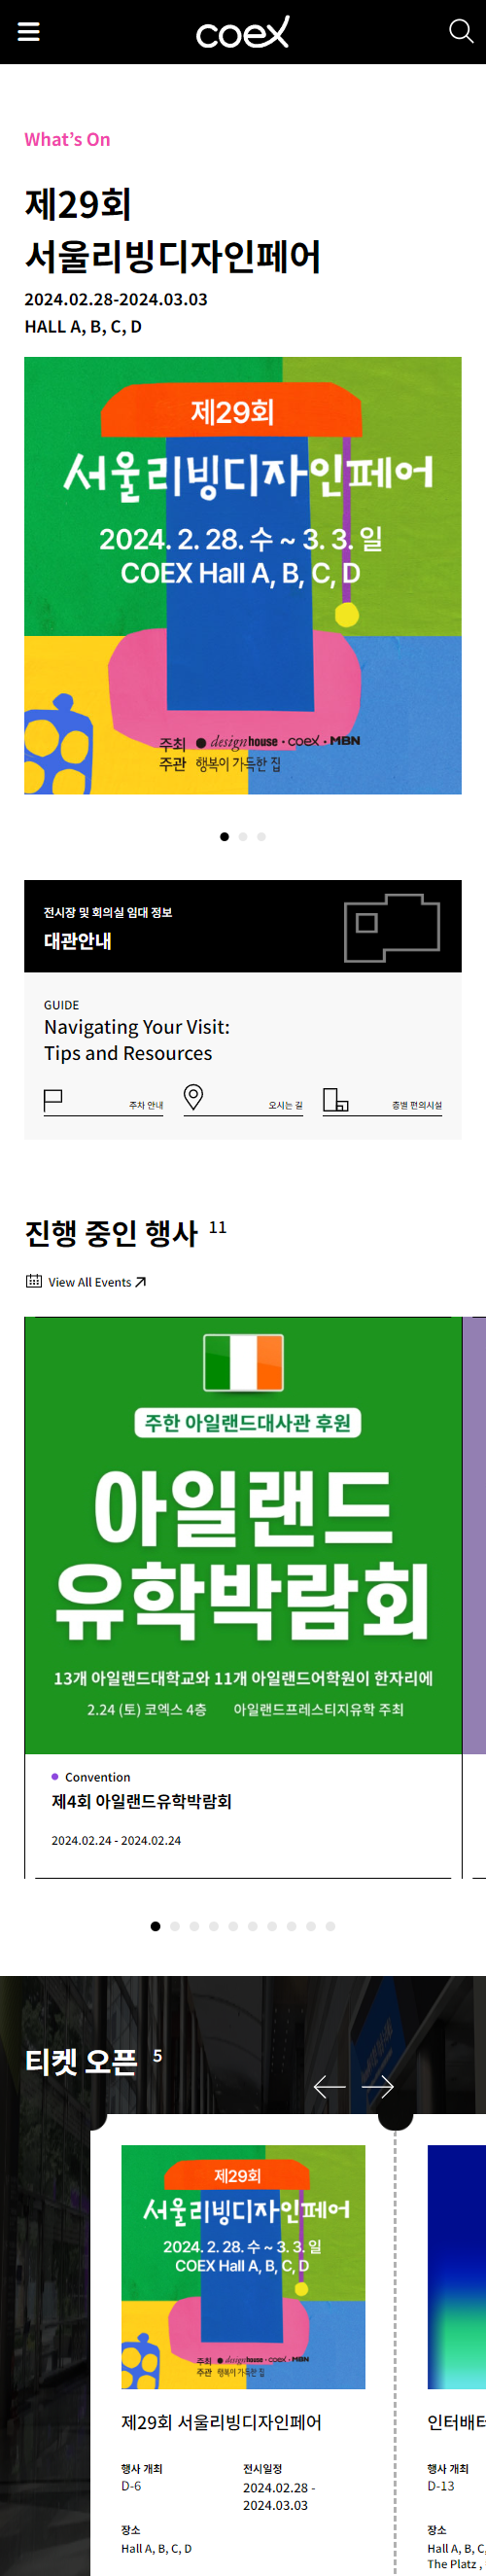 coex
What's On
제29회
서울리빙디자인페어
2024.02.28-2024.03.03
HALL A, B, C, D
제29회
서울리빙디자인페어
2024. 2. 28. 수 ~ 3. 3. 일
COEX Hall A, B, C, D
주최 designhouse · coex · MBN
주관 행복이 가득한 집
전시장 및 회의실 임대 정보
대관안내
GUIDE
Navigating Your Visit:
Tips and Resources
주차 안내 오시는 길 층별 편의시설
진행 중인 행사 11
View All Events
주한 아일랜드대사관 후원
아일랜드
유학박람회
13개 아일랜드대학교와 11개 아일랜드어학원이 한자리에
2.24 (토) 코엑스 4층 아일랜드프레스티지유학 주최
Convention
제4회 아일랜드유학박람회
2024.02.24 - 2024.02.24
티켓 오픈 5
제29회
서울리빙디자인페어
2024. 2. 28. 수 ~ 3. 3. 일
COEX Hall A, B, C, D
주최 designhouse · coex · MBN
주관 행복이 가득한 집
제29회 서울리빙디자인페어
행사 개최 전시일정
D-6 2024.02.28 -
2024.03.03
장소
Hall A, B, C, D
인터배터
행사 개최
D-13
장소
Hall A, B, C,
The Platz ,